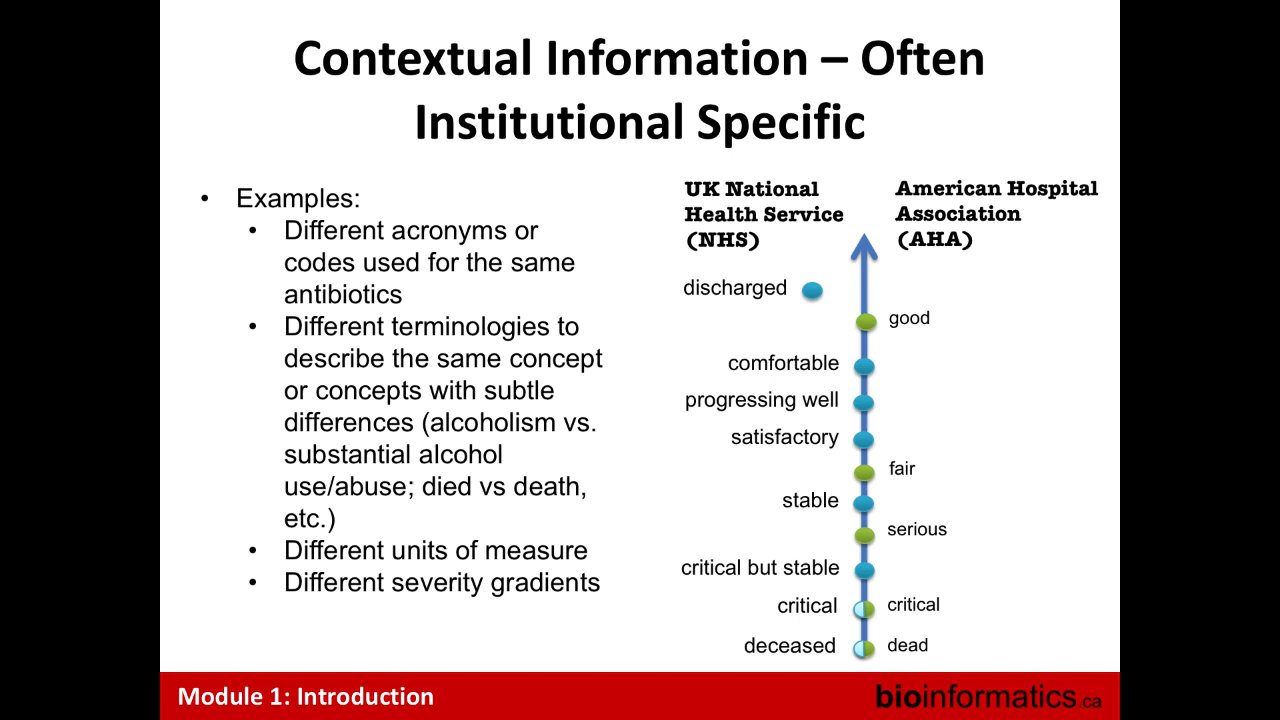 Contextual Information – Often
Institutional Specific
• Examples:
• Different acronyms or
codes used for the same
antibiotics
• Different terminologies to
describe the same concept
or concepts with subtle
differences (alcoholism vs.
substantial alcohol
use/abuse; died vs death,
etc.)
• Different units of measure
• Different severity gradients
UK National
Health Service
(NHS)
American Hospital
Association
(AHA)
discharged
good
comfortable
progressing well
satisfactory
fair
stable
serious
critical but stable
critical
critical
deceased
dead
Module 1: Introduction
bioinformatics.ca